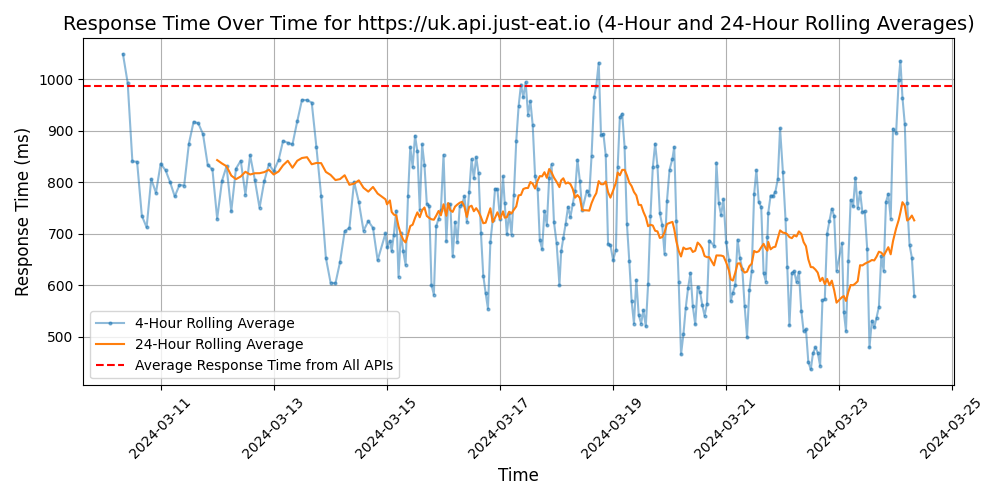 Response Time Over Time for https://uk.api.just-eat.io (4-Hour and 24-Hour Rolling Averages)
Response Time (ms)
1000
900
800
700
600
500
4-Hour Rolling Average
24-Hour Rolling Average
Average Response Time from All APIs
2024-03-11
2024-03-13
2024-03-15
2024-03-17
2024-03-19
2024-03-21
2024-03-23
2024-03-25
Time